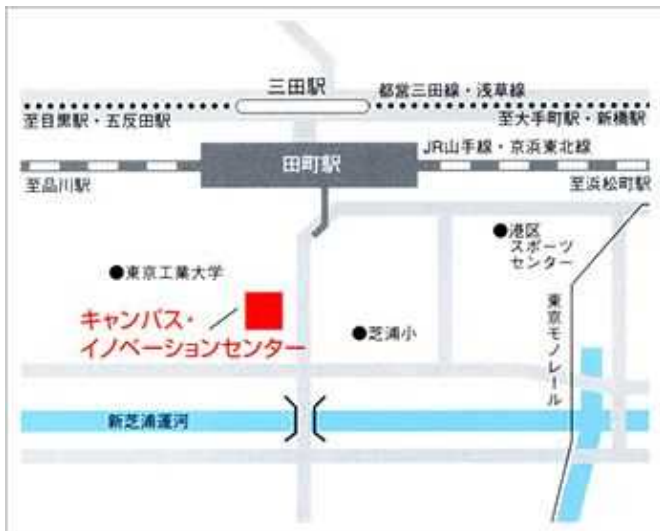 三田駅
都営三田線・浅草線
至目黒駅・五反田駅
至大手町駅・新橋駅
JR山手線・京浜東北線
田町駅
至品川駅
至浜松町駅
●港区
スポーツ
センター
●東京工業大学
キャンパス・
イノベーションセンター
●芝浦小
東京モノレール
新芝浦運河